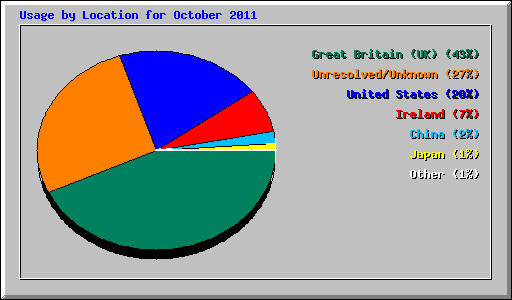 Usage by Location for October 2011
Great Britain (UK) (43%)
Unresolved/Unknown (27%)
United States (20%)
Ireland (7%)
China (2%)
Japan (1%)
Other (1%)